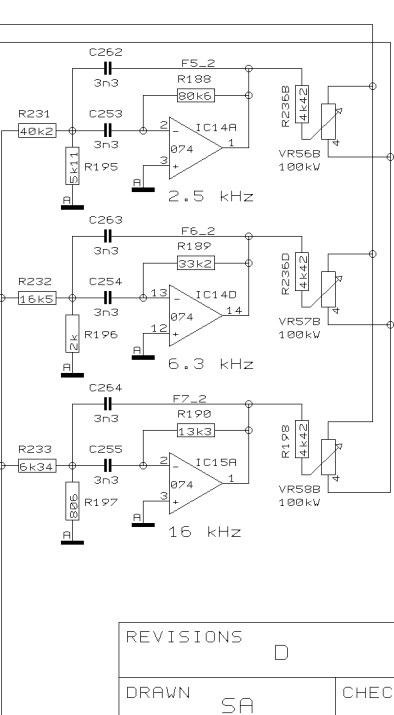 C262
F5_2
3n3
R188
80k6
R231
40k2
C253
3n3
5k11
R195
2
-
IC14A
074
1
3
+
A
A
2.5 kHz
R236B
4k42
4
VR56B
100kW
C263
F6_2
3n3
R189
33k2
R232
16k5
C254
3n3
2k
R196
13
-
IC14D
074
14
12
+
A
A
6.3 kHz
R236D
4k42
4
VR57B
100kW
C264
F7_2
3n3
R190
13k3
R233
6k34
C255
3n3
806
R197
2
-
IC15A
074
1
3
+
A
A
16 kHz
R198
4k42
4
VR58B
100kW
REVISIONS
D
DRAWN
SA
CHEC